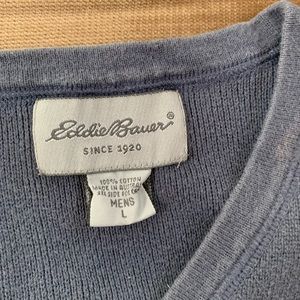 Eddie Bauer®
SINCE 1920
100% COTTON
MADE IN
MENS
L